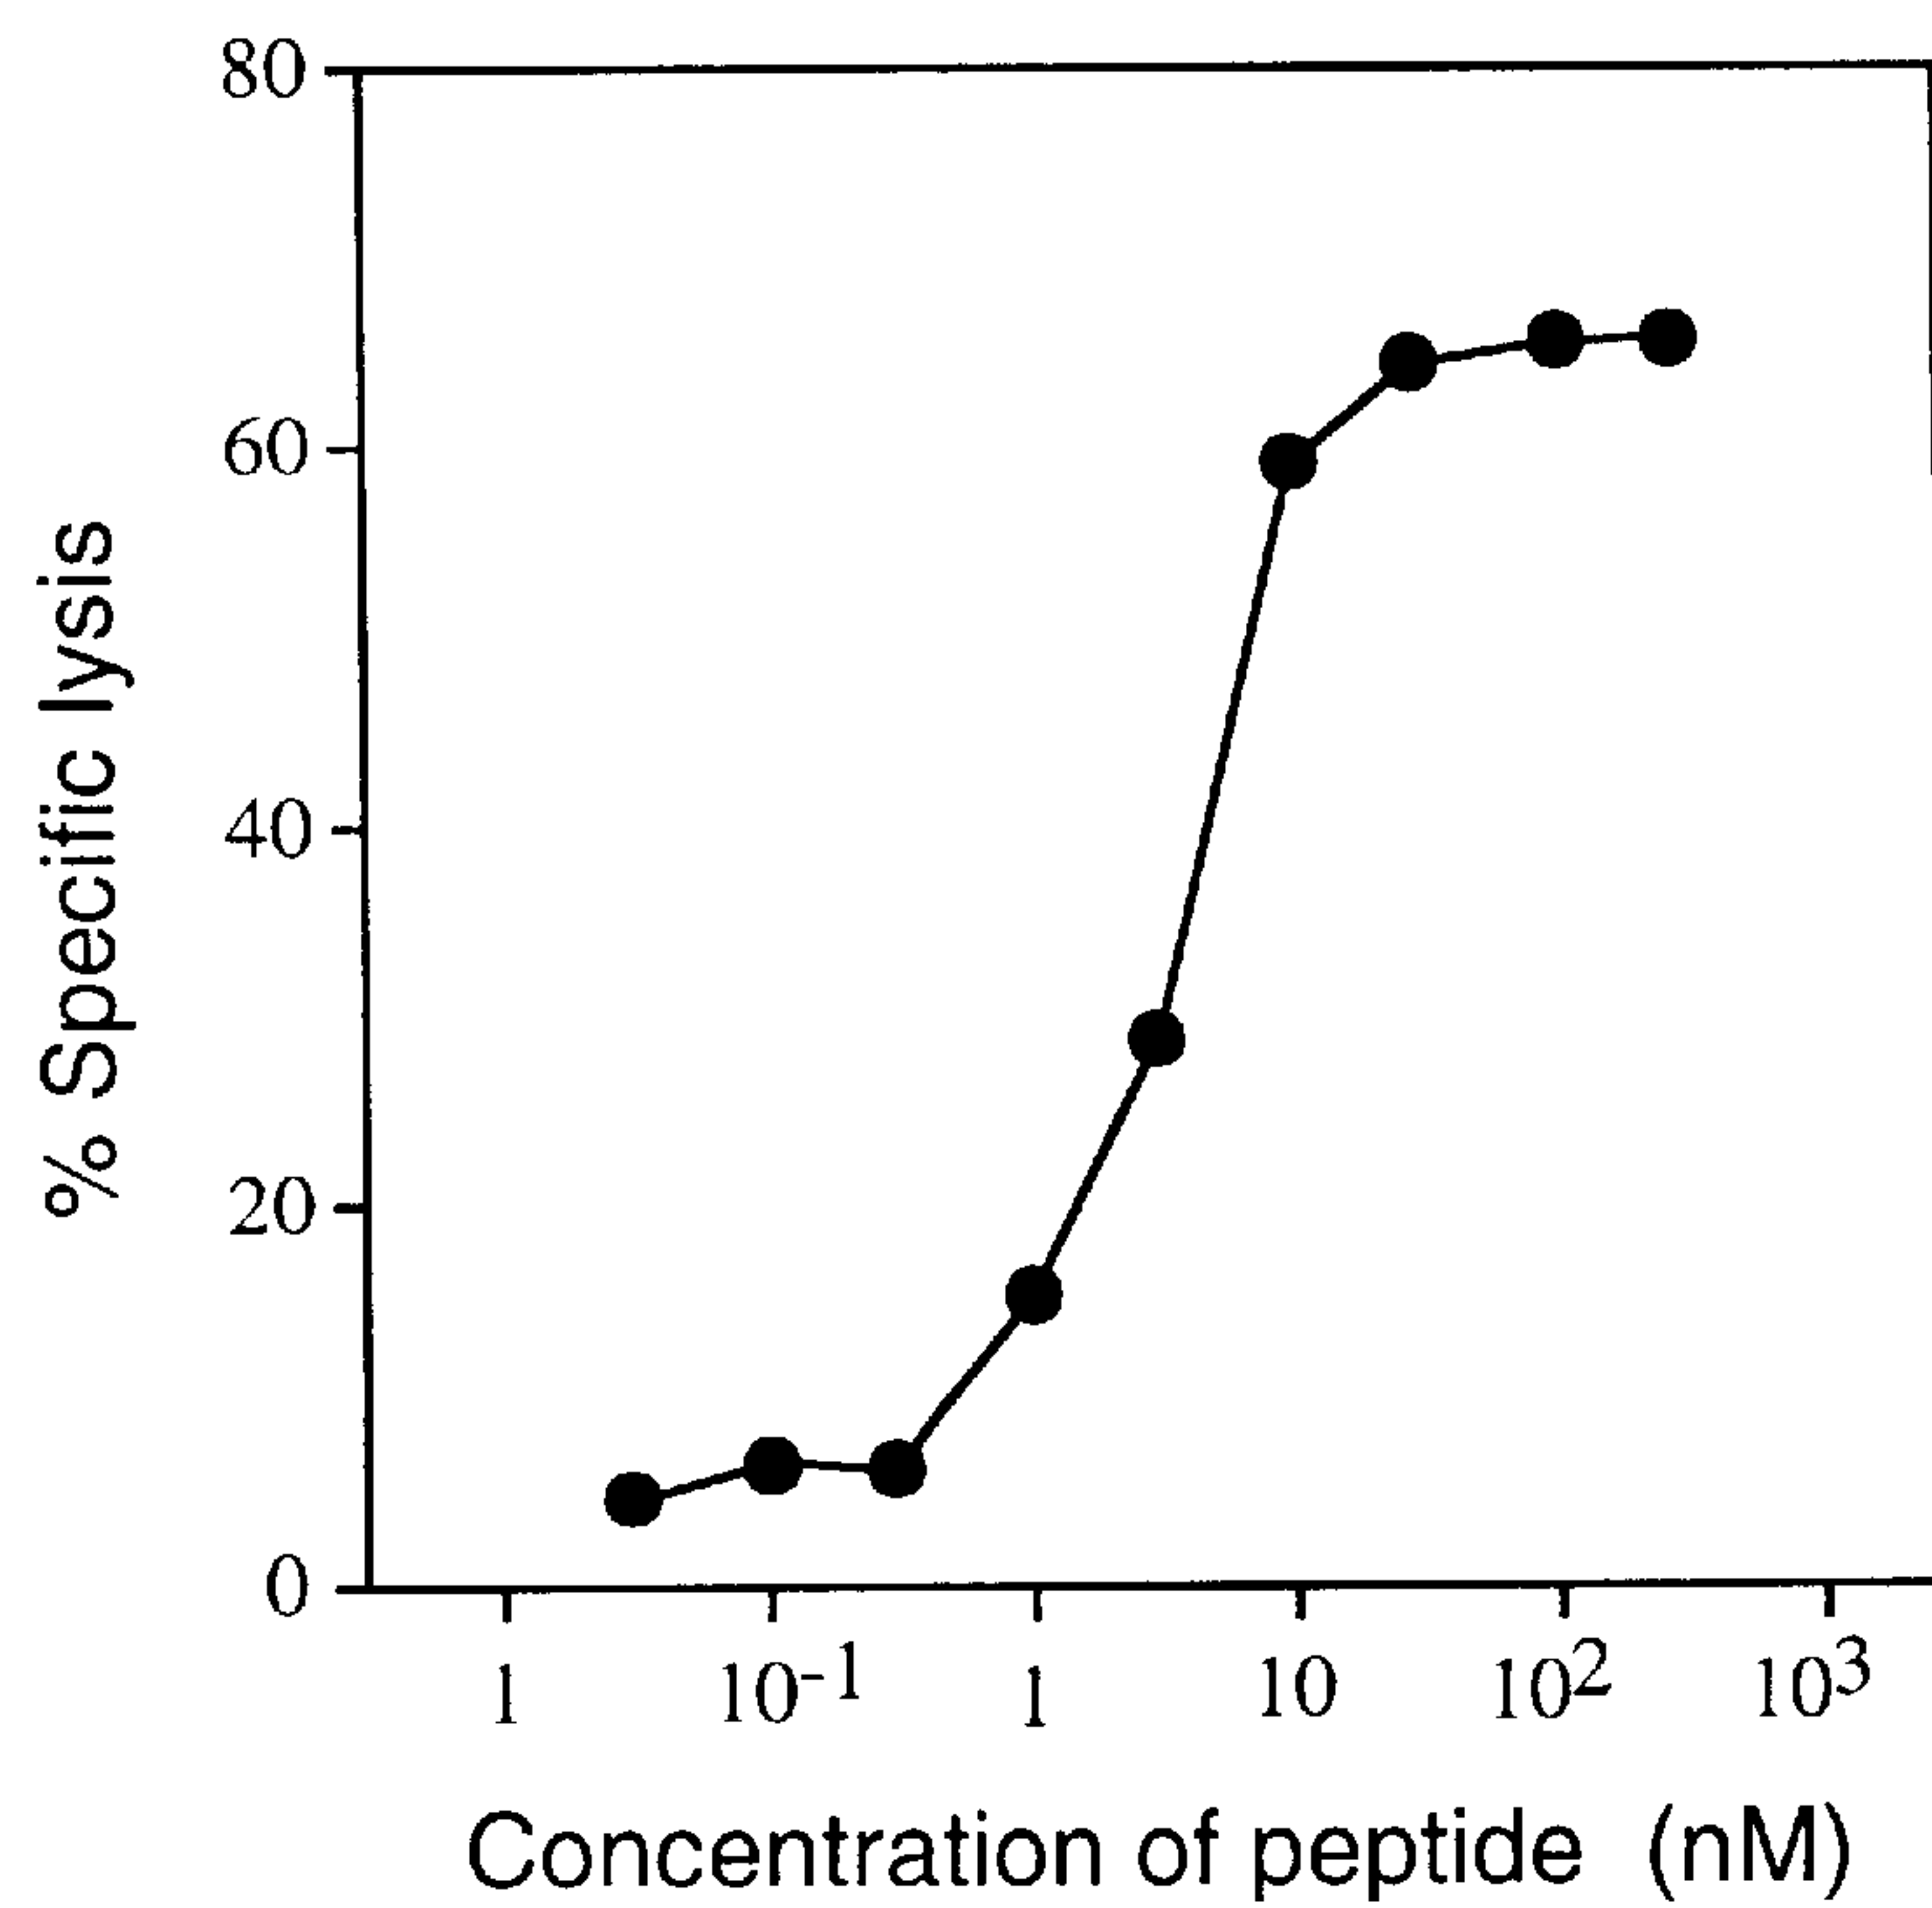 80
60
40
20
0
% Specific lysis
1 10-1 1 10 102 103
Concentration of peptide (nM)